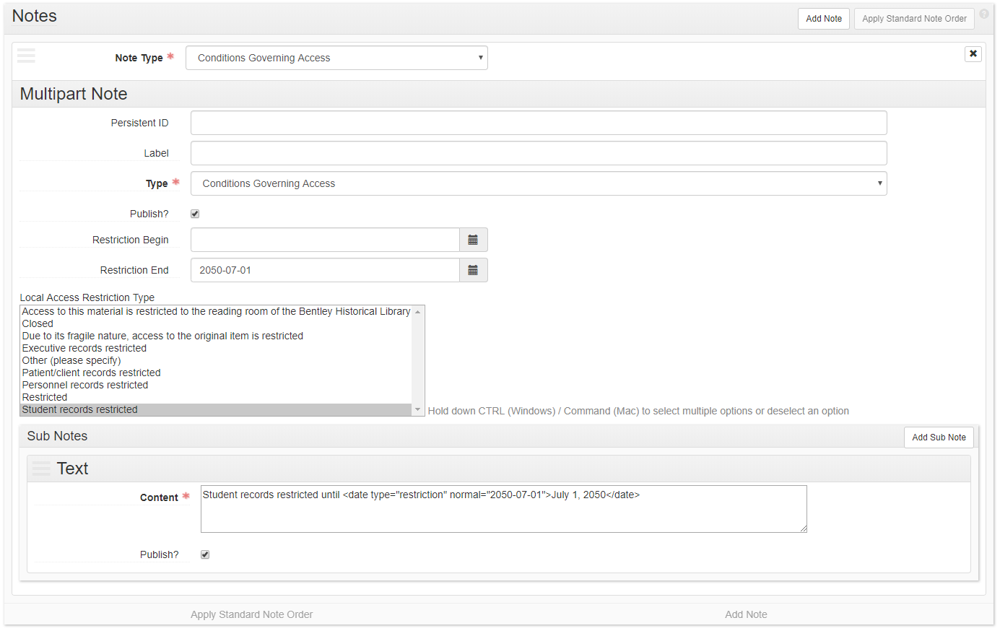 Notes
Add Note
Apply Standard Note Order
?
Note Type *
Conditions Governing Access
Multipart Note
Persistent ID
Label
Type *
Conditions Governing Access
Publish?
Restriction Begin
Restriction End
2050-07-01
Local Access Restriction Type
Access to this material is restricted to the reading room of the Bentley Historical Library
Closed
Due to its fragile nature, access to the original item is restricted
Executive records restricted
Other (please specify)
Patient/client records restricted
Personnel records restricted
Restricted
Student records restricted
Hold down CTRL (Windows) / Command (Mac) to select multiple options or deselect an option
Sub Notes
Add Sub Note
Text
Content *
Student records restricted until <date type="restriction" normal="2050-07-01">July 1, 2050</date>
Publish?
Apply Standard Note Order
Add Note